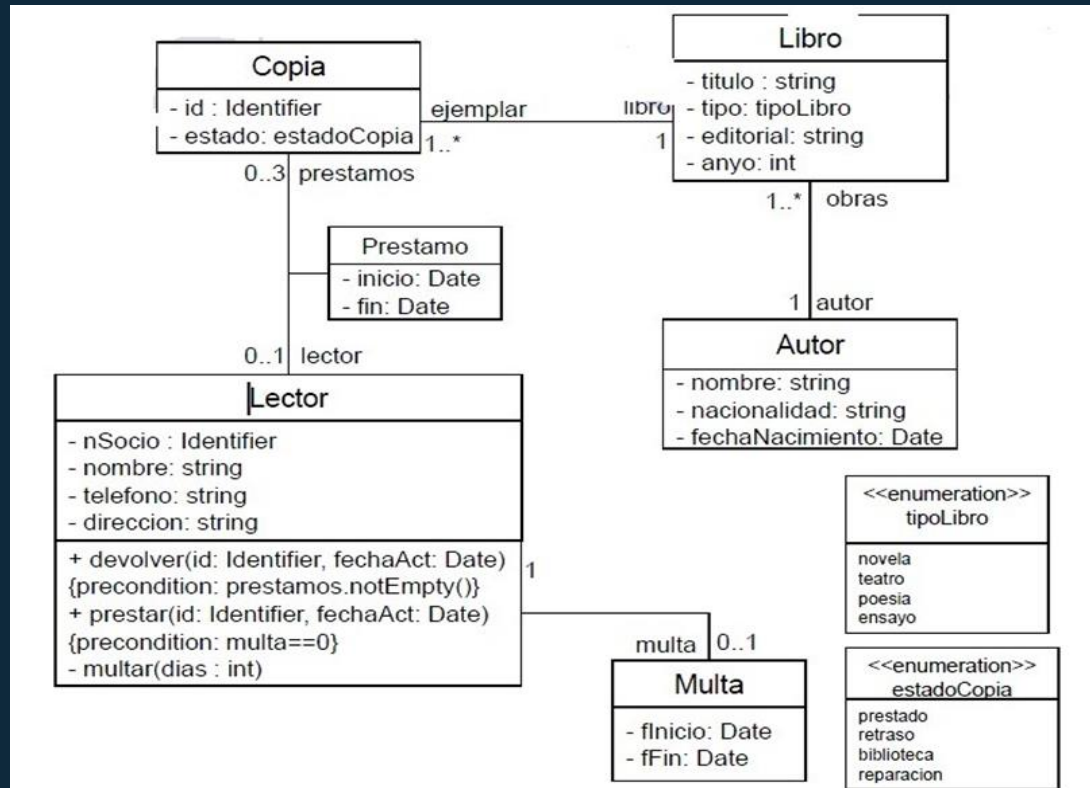 Copia
- id : Identifier
- estado: estadoCopia
ejemplar
1..*
libro
1
Libro
- titulo : string
- tipo: tipoLibro
- editorial: string
- anyo: int
0..3 prestamos
1..* obras
Prestamo
- inicio: Date
- fin: Date
1 autor
0..1 lector
Autor
- nombre: string
- nacionalidad: string
- fechaNacimiento: Date
Lector
- nSocio : Identifier
- nombre: string
- telefono: string
- direccion: string
+ devolver(id: Identifier, fechaAct: Date)
{precondition: prestamos.notEmpty()}
+ prestar(id: Identifier, fechaAct: Date)
{precondition: multa==0}
- multar(dias : int)
1
multa 0..1
Multa
- fInicio: Date
- fFin: Date
<<enumeration>>
tipoLibro
novela
teatro
poesia
ensayo
<<enumeration>>
estadoCopia
prestado
retraso
biblioteca
reparacion